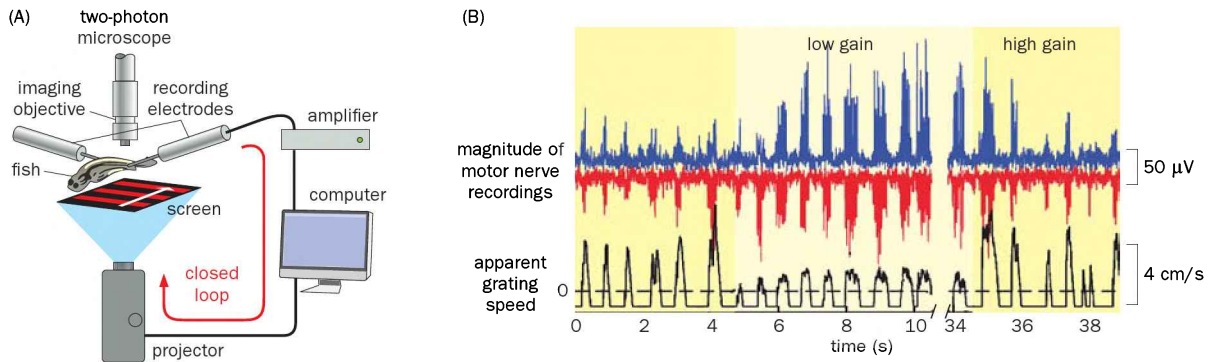 (A)
two-photon
microscope
imaging
objective
recording
electrodes
amplifier
fish
screen
computer
closed
loop
projector
(B)
low gain
high gain
magnitude of
motor nerve
recordings
50 μV
apparent
grating
speed
0
4 cm/s
0 2 4 6 8 10 34 36 38
time (s)